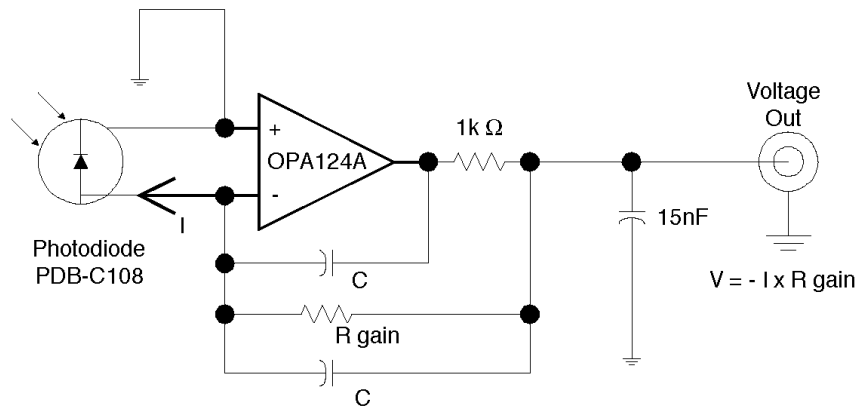 Voltage
Out
1k Ω
+
OPA124A
-
I
15nF
Photodiode
PDB-C108
C
V = - I x R gain
R gain
C